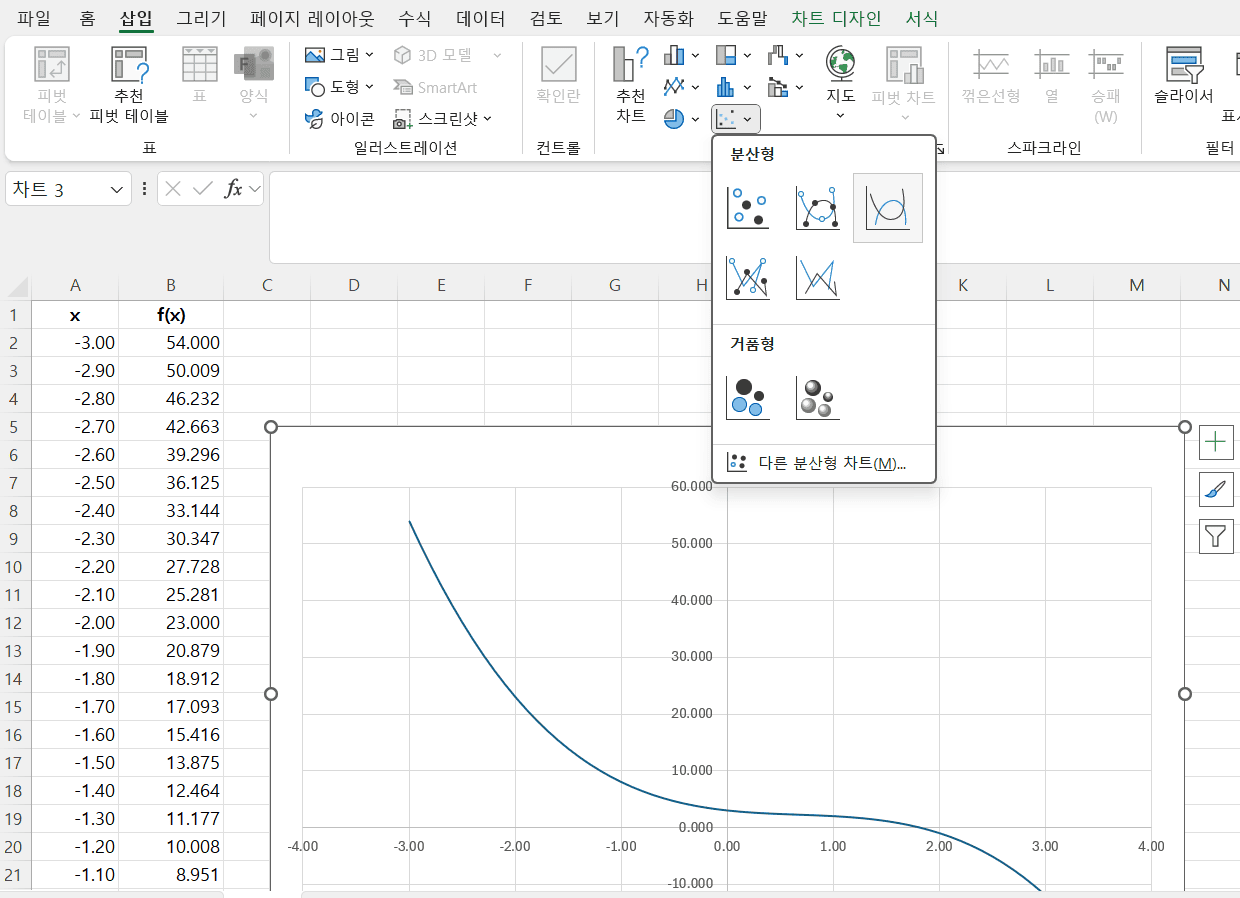 파일 홈 삽입 그리기 페이지 레이아웃 수식 데이터 검토 보기 자동화 도움말 차트 디자인 서식
피벗 테이블
추천 피벗 테이블
표
양식
표
그림
도형
아이콘
3D 모델
SmartArt
스크린샷
일러스트레이션
확인란
컨트롤
추천 차트
지도
피벗 차트
꺾은선형
열
승패 (W)
스파크라인
슬라이서
필터
차트 3
fx
분산형
거품형
다른 분산형 차트(M)...
A B C D E F G H K L M N
1 x f(x)
2 -3.00 54.000
3 -2.90 50.009
4 -2.80 46.232
5 -2.70 42.663
6 -2.60 39.296
7 -2.50 36.125
8 -2.40 33.144
9 -2.30 30.347
10 -2.20 27.728
11 -2.10 25.281
12 -2.00 23.000
13 -1.90 20.879
14 -1.80 18.912
15 -1.70 17.093
16 -1.60 15.416
17 -1.50 13.875
18 -1.40 12.464
19 -1.30 11.177
20 -1.20 10.008
21 -1.10 8.951
60.000
50.000
40.000
30.000
20.000
10.000
0.000
-4.00 -3.00 -2.00 -1.00 0.00 1.00 2.00 3.00 4.00
-10.000